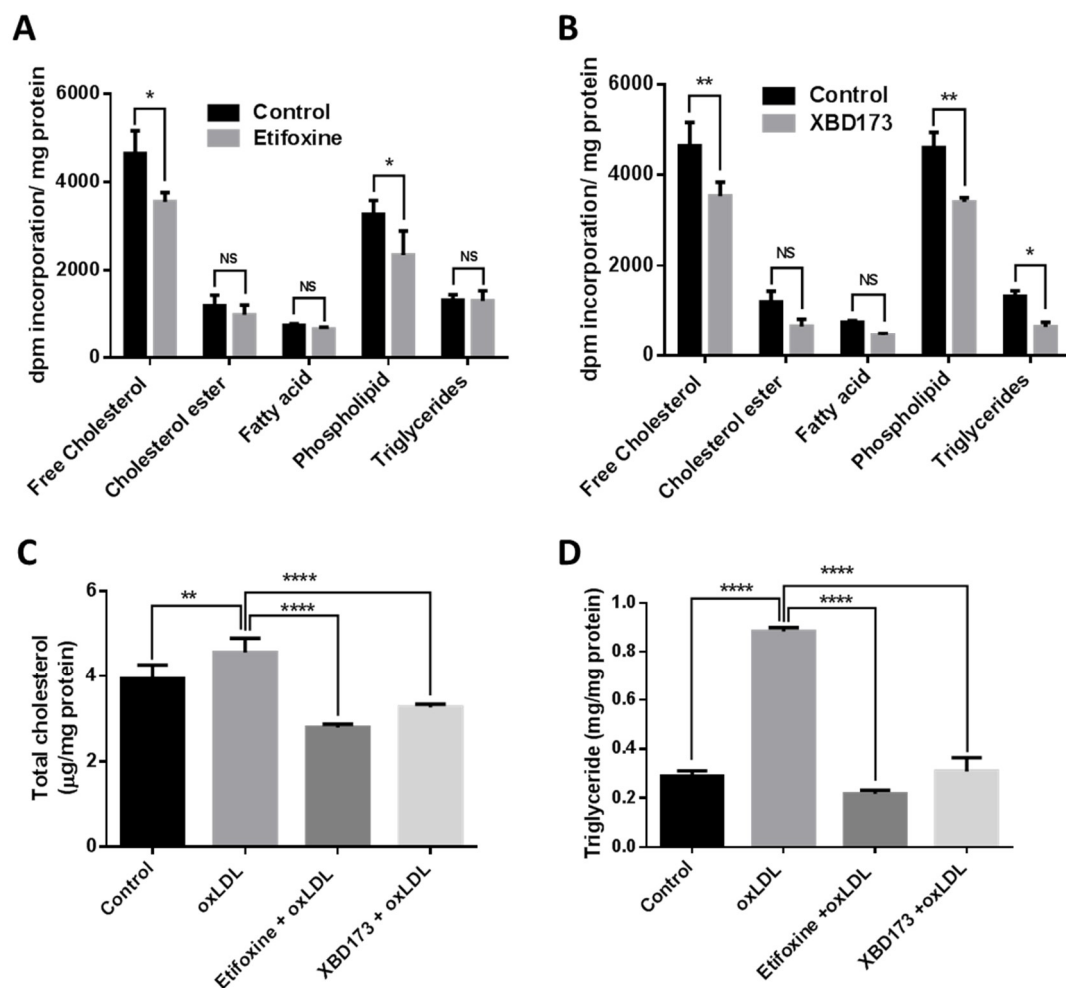 A
dpm incorporation/ mg protein
6000
4000
2000
0
Control
Etifoxine
*
NS
NS
*
NS
Free Cholesterol
Cholesterol ester
Fatty acid
Phospholipid
Triglycerides
B
dpm incorporation/ mg protein
6000
4000
2000
0
Control
XBD173
**
NS
NS
**
*
Free Cholesterol
Cholesterol ester
Fatty acid
Phospholipid
Triglycerides
C
Total cholesterol
(µg/mg protein)
6
4
2
0
**
****
****
Control
oxLDL
Etifoxine + oxLDL
XBD173 + oxLDL
D
Triglyceride (mg/mg protein)
1.0
0.8
0.6
0.4
0.2
0.0
****
****
****
Control
oxLDL
Etifoxine +oxLDL
XBD173 +oxLDL